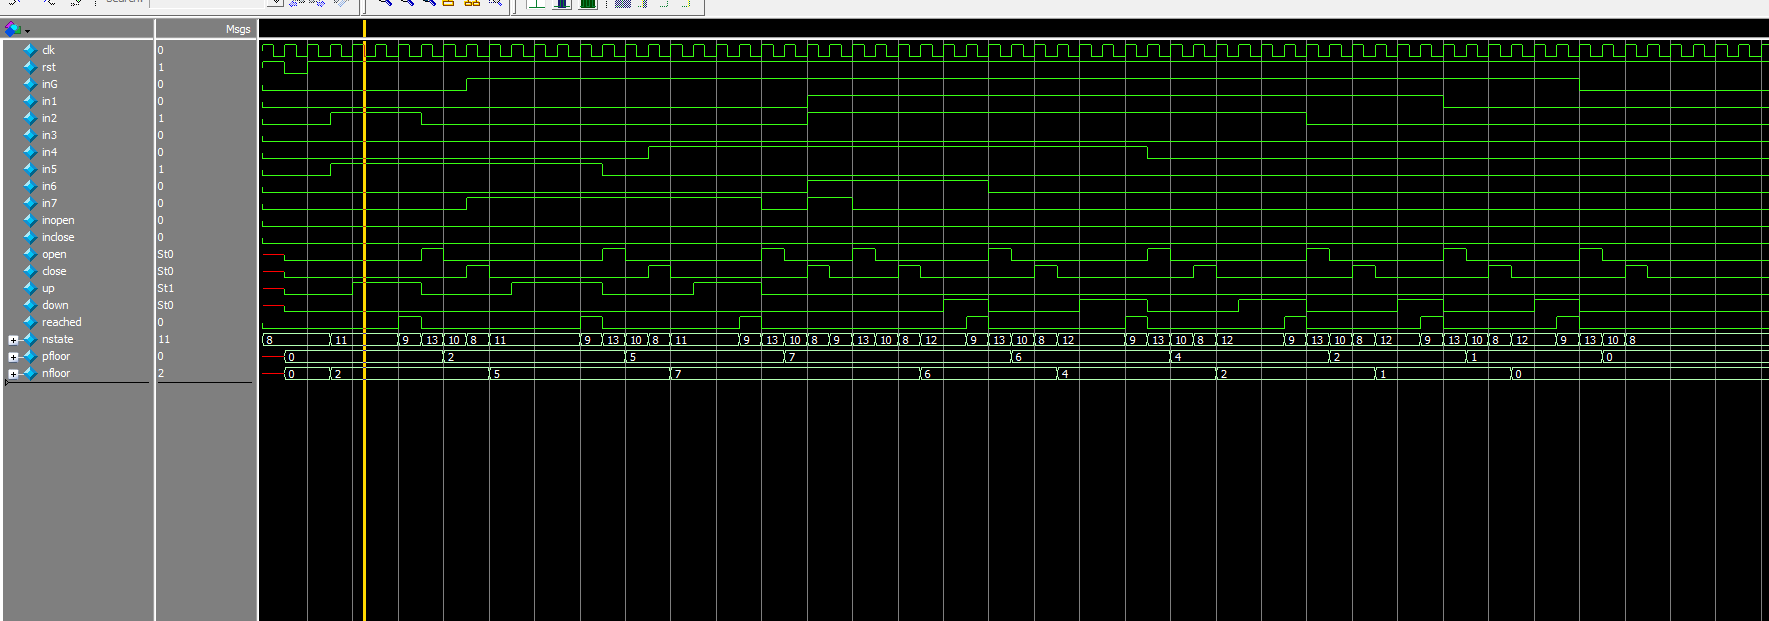 Msgs
clk 0
rst 1
inG 0
in1 0
in2 1
in3 0
in4 0
in5 1
in6 0
in7 0
inopen 0
inclose 0
open St0
close St0
up St1
down St0
reached 0
nstate 11 8 11 9 13 10 8 11 9 13 10 8 11 9 13 10 8 9 13 10 8 12 9 13 10 8 12 9 13 10 8 12 9 13 10 8 12 9 13 10 8 12 9 13 10 8
pfloor 0 0 2 5 7 6 4 2 1 0
nfloor 2 0 2 5 7 6 4 2 1 0